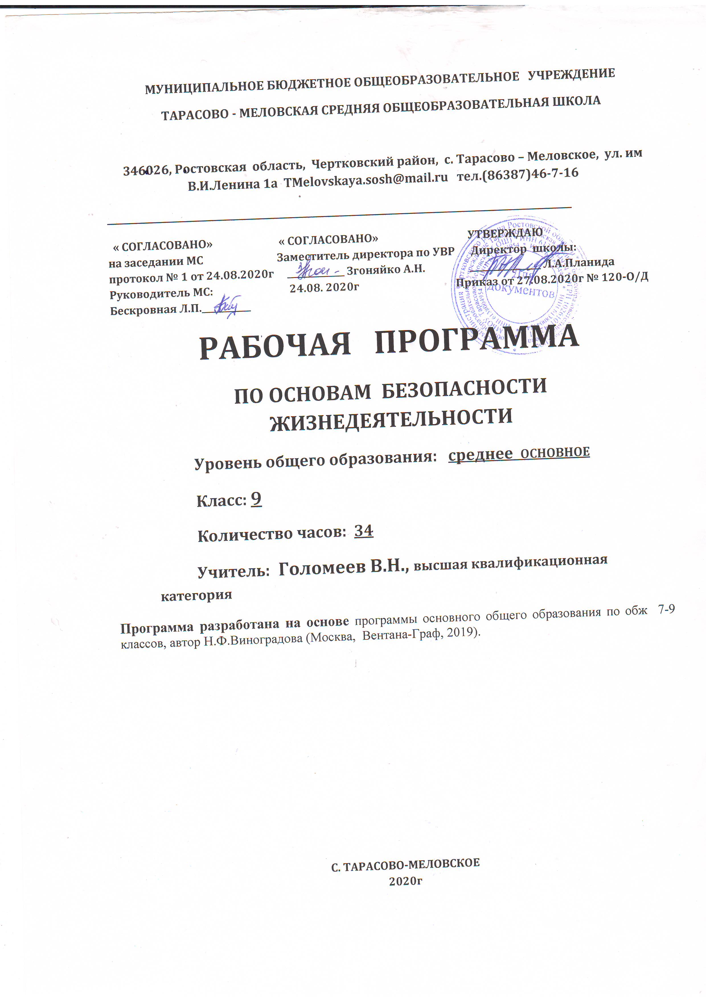 МУНИЦИПАЛЬНОЕ БЮДЖЕТНОЕ ОБЩЕОБРАЗОВАТЕЛЬНОЕ УЧРЕЖДЕНИЕ
ТАРАСОВО - МЕЛОВСКАЯ СРЕДНЯЯ ОБЩЕОБРАЗОВАТЕЛЬНАЯ ШКОЛА
346026, Ростовская область, Чертковский район, с. Тарасово – Меловское, ул. им
В.И.Ленина 1а TMelovskaya.sosh@mail.ru тел.(86387)46-7-16
« СОГЛАСОВАНО»
на заседании МС
протокол № 1 от 24.08.2020г
Руководитель МС:
Бескровная Л.П.
« СОГЛАСОВАНО»
Заместитель директора по УВР
Згоняйко А.Н.
24.08. 2020г
УТВЕРЖДАЮ
Директор школы:
Л.А.Планида
Приказ от 27.08.2020г № 120-О/Д
Для
документов
РАБОЧАЯ ПРОГРАММА
ПО ОСНОВАМ БЕЗОПАСНОСТИ
ЖИЗНЕДЕЯТЕЛЬНОСТИ
Уровень общего образования: среднее ОСНОВНОЕ
Класс: 9
Количество часов: 34
Учитель: Голомеев В.Н., высшая квалификационная
категория
Программа разработана на основе программы основного общего образования по обж 7-9
классов, автор Н.Ф.Виноградова (Москва, Вентана-Граф, 2019).
С. ТАРАСОВО-МЕЛОВСКОЕ
2020г